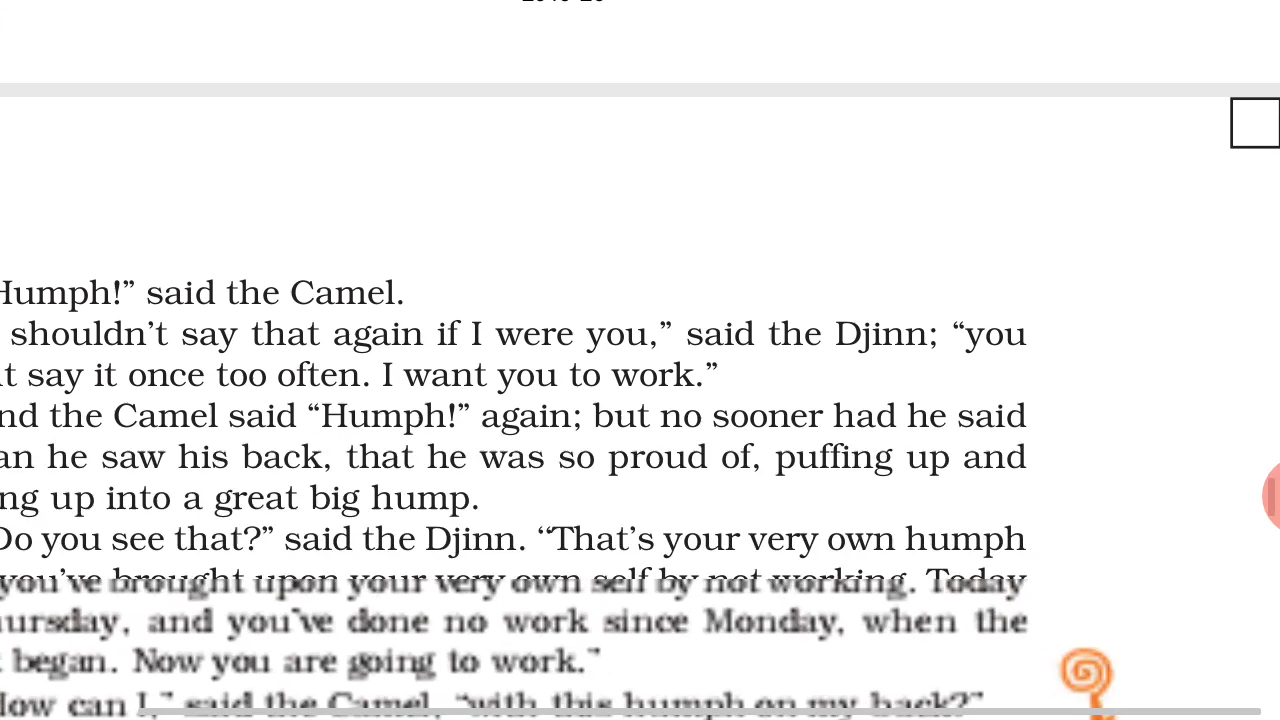 Humph!” said the Camel.
shouldn’t say that again if I were you,” said the Djinn; “you
t say it once too often. I want you to work.”
nd the Camel said “Humph!” again; but no sooner had he said
an he saw his back, that he was so proud of, puffing up and
ng up into a great big hump.
Do you see that?” said the Djinn. “That’s your very own humph
you’ve brought upon your very own self by not working. Today
ursday, and you’ve done no work since Monday, when the
began. Now you are going to work.”
How can I,” said the Camel, “with this humph on my back?”